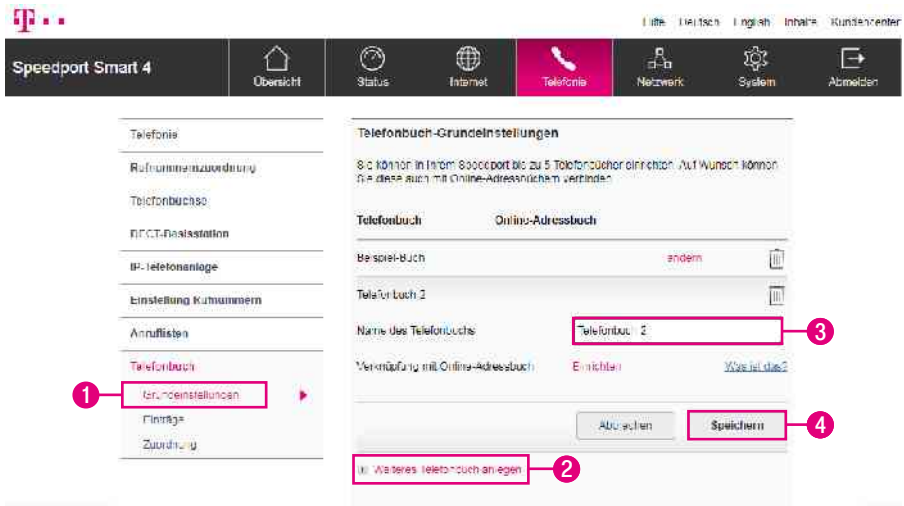 T
Hilfe Deutsch English Inhalte Kundencenter
Speedport Smart 4
Übersicht
Status
Internet
Telefonie
Netzwerk
System
Abmelden
Telefonie
Rufnummernzuordnung
Telefonbuchse
DECT-Basisstation
IP-Telefonanlage
Einstellung Rufnummern
Anruflisten
Telefonbuch
1
Grundeinstellungen
Einträge
Zuordnung
Telefonbuch-Grundeinstellungen
Sie können in Ihrem Speedport bis zu 5 Telefonbücher einrichten. Auf Wunsch können
Sie diese auch mit Online-Adressbüchern verbinden.
Telefonbuch Online-Adressbuch
Beispiel-Buch ändern
Telefonbuch 2
Name des Telefonbuchs Telefonbuch 2 3
Verknüpfung mit Online-Adressbuch Einrichten Was ist das?
Abbrechen Speichern 4
Weiteres Telefonbuch anlegen 2